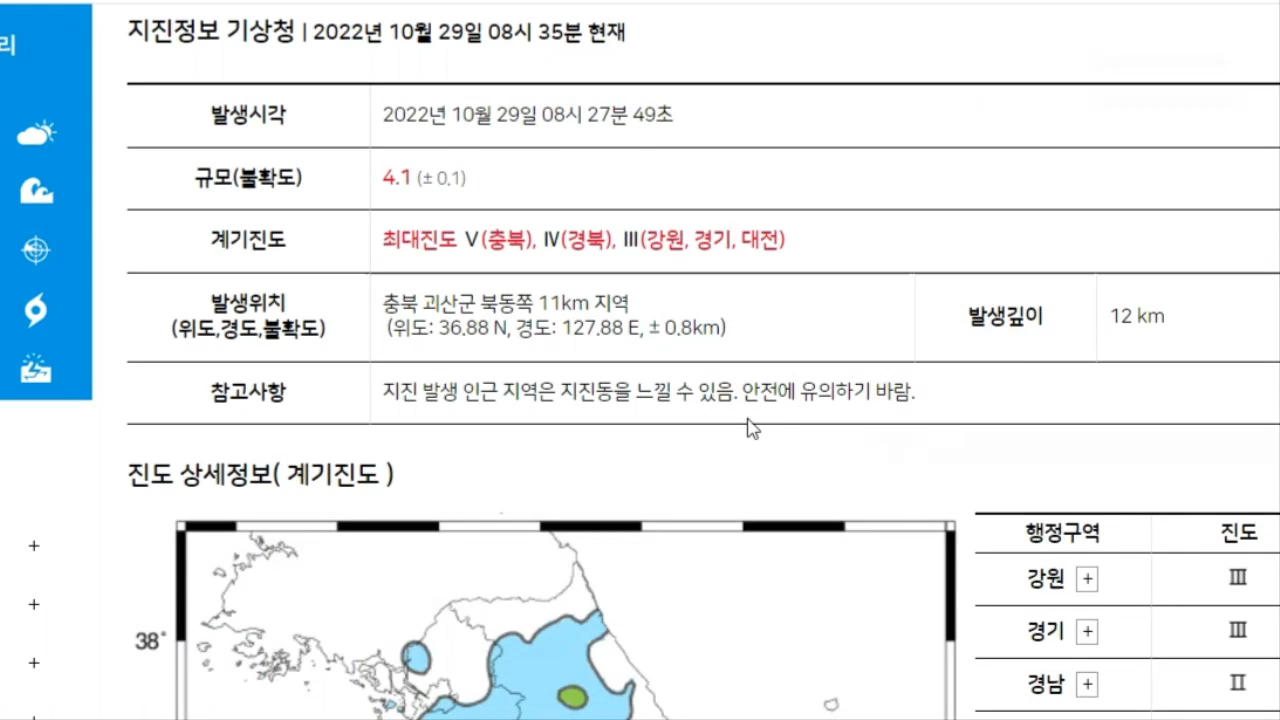 리
지진정보 기상청 | 2022년 10월 29일 08시 35분 현재
발생시각 2022년 10월 29일 08시 27분 49초
규모(불확도) 4.1 (± 0.1)
계기진도 최대진도 Ⅴ(충북), Ⅳ(경북), Ⅲ(강원, 경기, 대전)
발생위치
(위도,경도,불확도)
충북 괴산군 북동쪽 11km 지역
(위도: 36.88 N, 경도: 127.88 E, ± 0.8km)
발생깊이 12 km
참고사항 지진 발생 인근 지역은 지진동을 느낄 수 있음. 안전에 유의하기 바람.
진도 상세정보( 계기진도 )
38°
행정구역 진도
강원 + Ⅲ
경기 + Ⅲ
경남 + Ⅱ